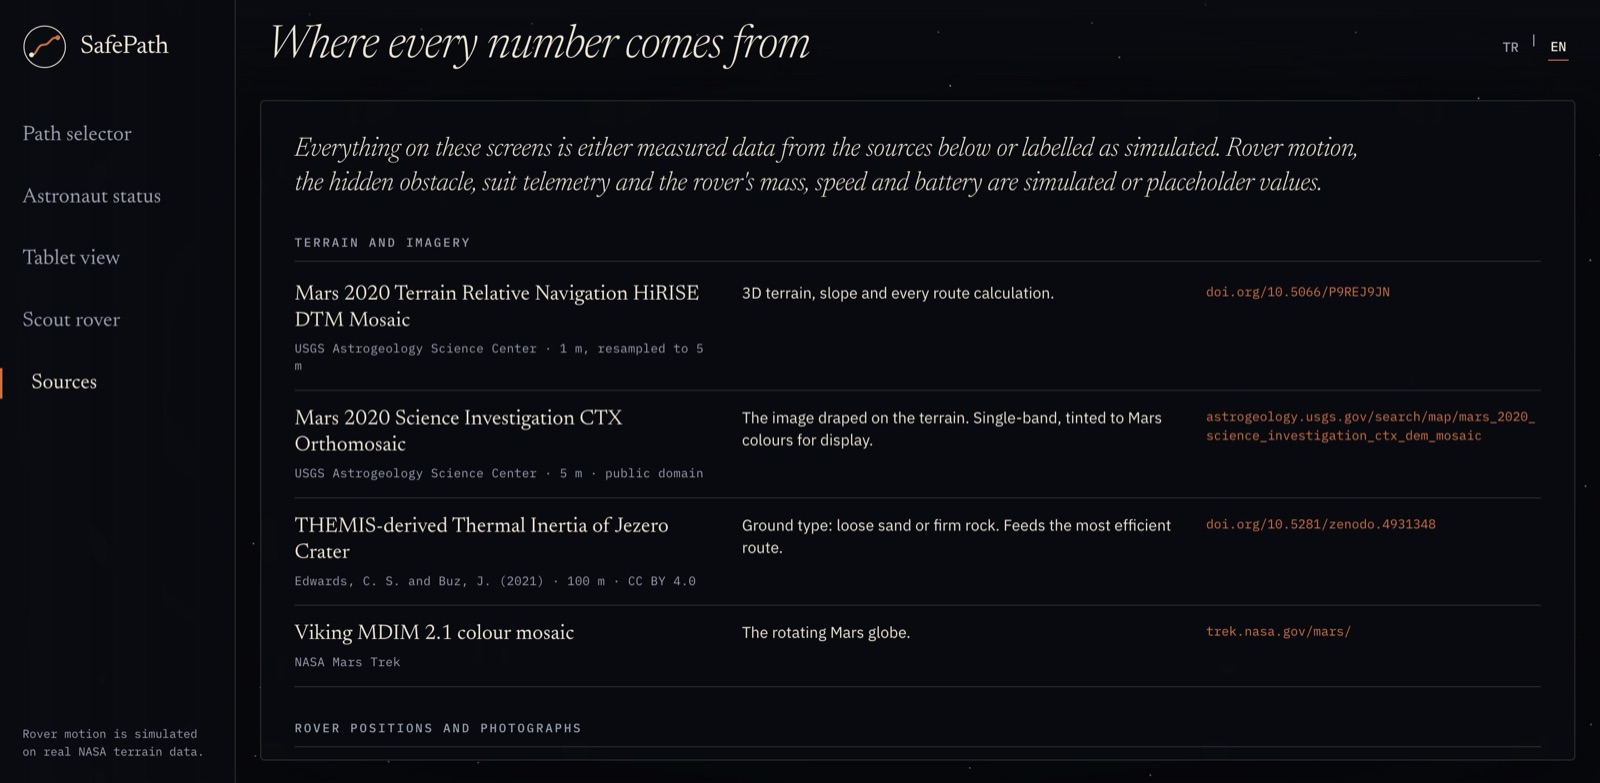 SafePath
Where every number comes from
TR | EN
Path selector
Astronaut status
Tablet view
Scout rover
Sources
Rover motion is simulated
on real NASA terrain data.
Everything on these screens is either measured data from the sources below or labelled as simulated. Rover motion,
the hidden obstacle, suit telemetry and the rover's mass, speed and battery are simulated or placeholder values.
TERRAIN AND IMAGERY
Mars 2020 Terrain Relative Navigation HiRISE
DTM Mosaic
USGS Astrogeology Science Center · 1 m, resampled to 5
m
3D terrain, slope and every route calculation.
doi.org/10.5066/P9REJ9JN
Mars 2020 Science Investigation CTX
Orthomosaic
USGS Astrogeology Science Center · 5 m · public domain
The image draped on the terrain. Single-band, tinted to Mars
colours for display.
astrogeology.usgs.gov/search/map/mars_2020_
science_investigation_ctx_dem_mosaic
THEMIS-derived Thermal Inertia of Jezero
Crater
Edwards, C. S. and Buz, J. (2021) · 100 m · CC BY 4.0
Ground type: loose sand or firm rock. Feeds the most efficient
route.
doi.org/10.5281/zenodo.4931348
Viking MDIM 2.1 colour mosaic
NASA Mars Trek
The rotating Mars globe.
trek.nasa.gov/mars/
ROVER POSITIONS AND PHOTOGRAPHS